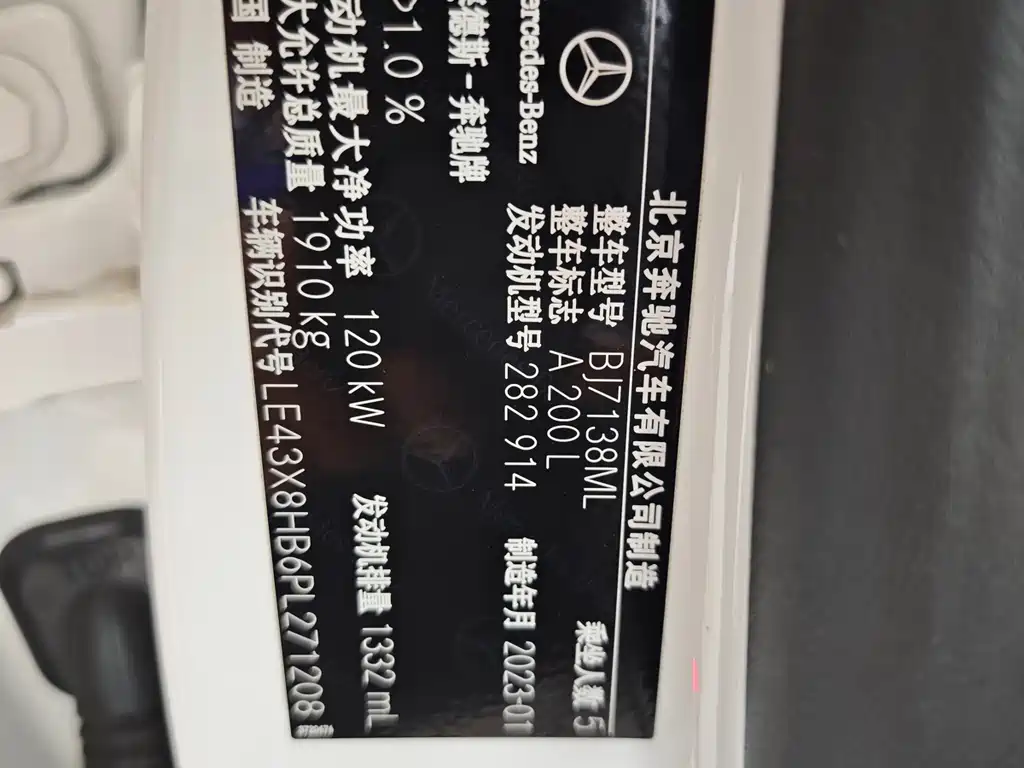 北京奔驰汽车有限公司制造
Mercedes-Benz
整车型号 BJ7138ML 乘坐人数 5
整车标志 A 200 L
发动机型号 282 914 制造年月 2023-01
德斯-奔驰牌
>1.0 %
动机最大净功率 120 kW 发动机排量 1332 mL
大允许总质量 1910 kg
国 制造 车辆识别代号 LE43X8HB6PL271208